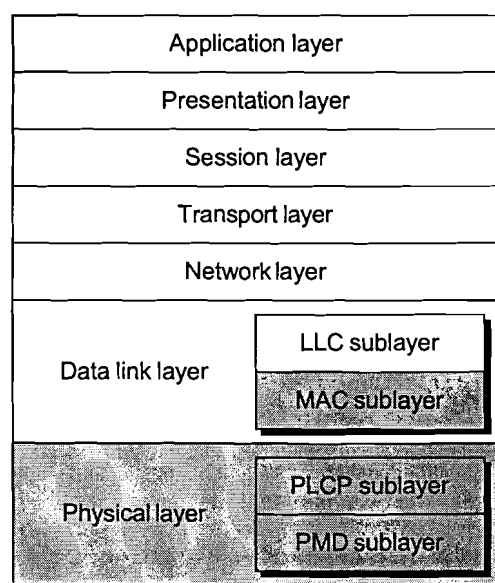 Application layer
Presentation layer
Session layer
Transport layer
Network layer
Data link layer
LLC sublayer
MAC sublayer
Physical layer
PLCP sublayer
PMD sublayer